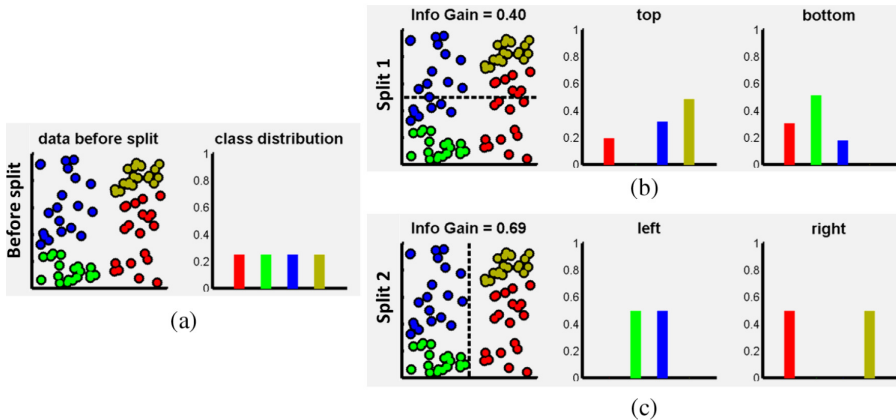 Before split
data before split
class distribution
1
0.8
0.6
0.4
0.2
0
(a)
Split 1
Info Gain = 0.40
top
1
0.8
0.6
0.4
0.2
0
bottom
1
0.8
0.6
0.4
0.2
0
(b)
Split 2
Info Gain = 0.69
left
1
0.8
0.6
0.4
0.2
0
right
1
0.8
0.6
0.4
0.2
0
(c)